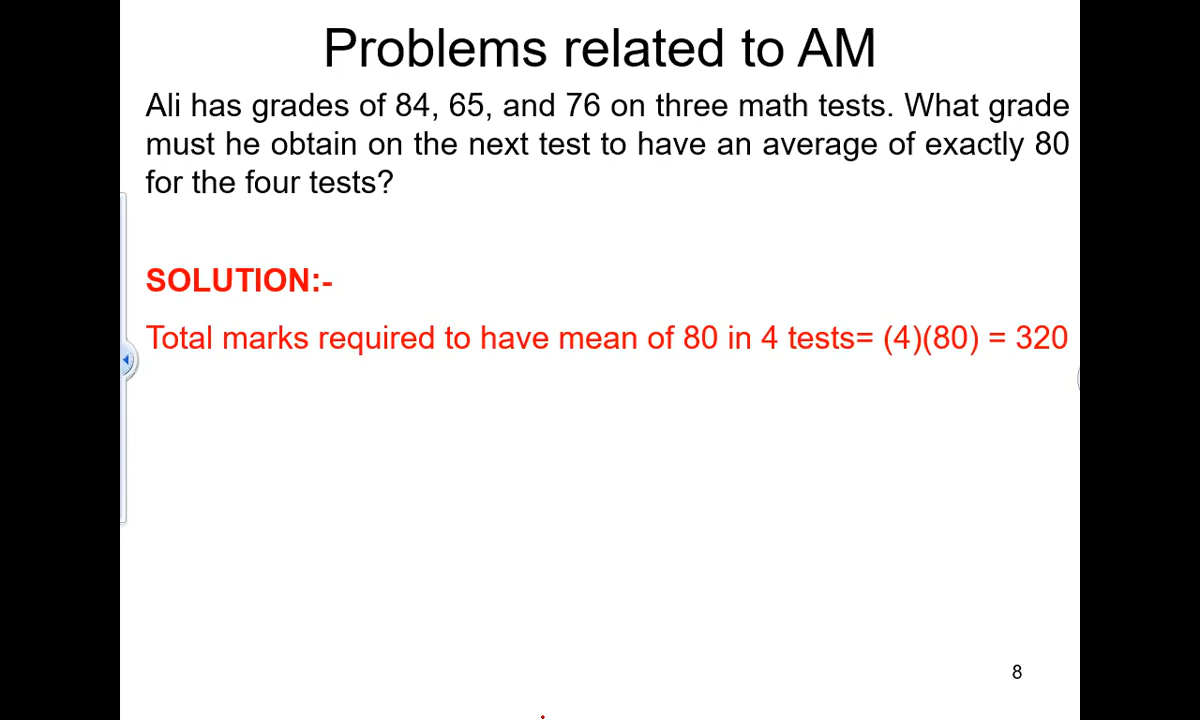 Problems related to AM
Ali has grades of 84, 65, and 76 on three math tests. What grade
must he obtain on the next test to have an average of exactly 80
for the four tests?
SOLUTION:-
Total marks required to have mean of 80 in 4 tests= (4)(80) = 320
8